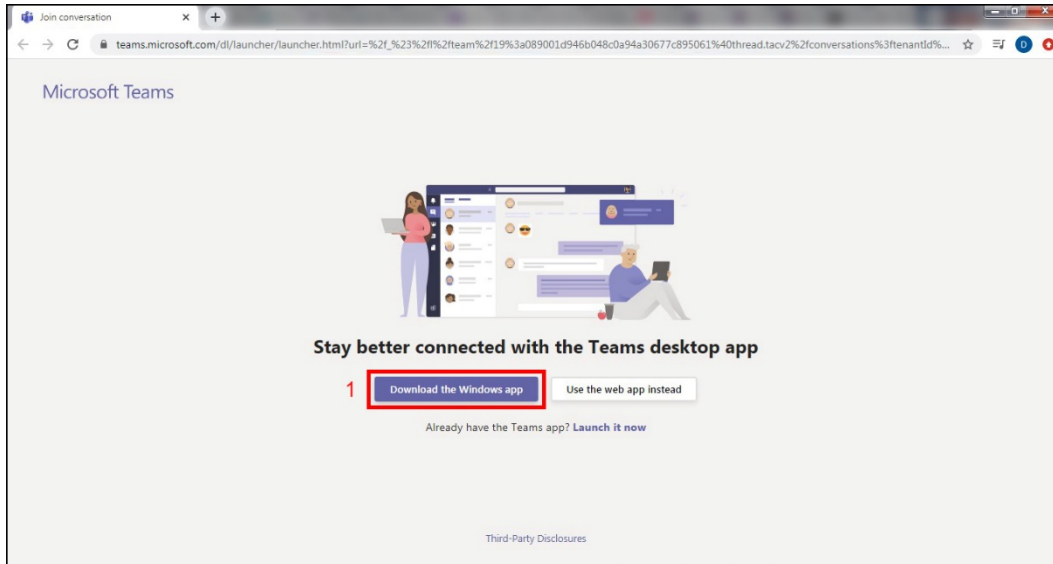 Join conversation
teams.microsoft.com/dl/launcher/launcher.html?url=%2f_%23%2fl%2fteam%2f19%3a089001d946b048c0a94a30677c895061%40thread.tacv2%2fconversations%3ftenantId%...
D
Microsoft Teams
Stay better connected with the Teams desktop app
1 Download the Windows app Use the web app instead
Already have the Teams app? Launch it now
Third-Party Disclosures